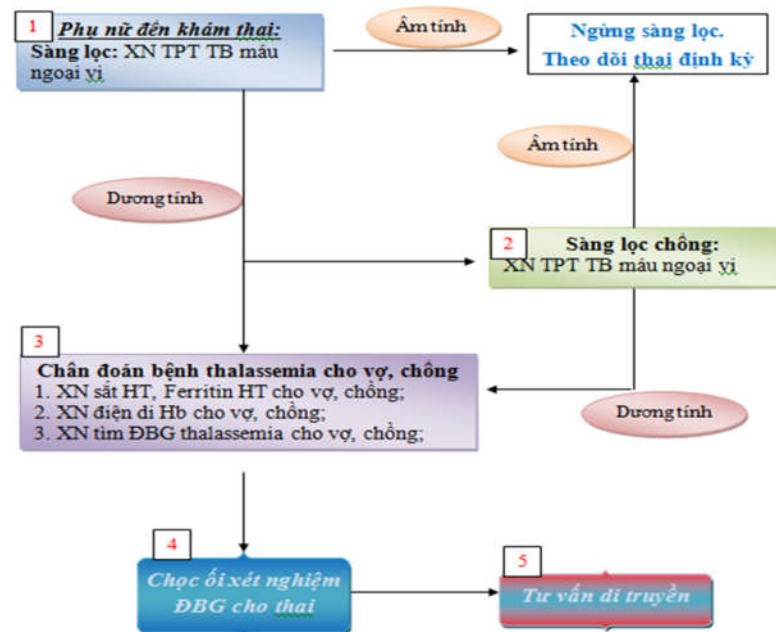 1
Phụ nữ đến khám thai:
Sàng lọc: XN TPT TB máu
ngoại vi
Âm tính
Ngừng sàng lọc.
Theo dõi thai định kỳ
Âm tính
Dương tính
2
Sàng lọc chồng:
XN TPT TB máu ngoại vi
3
Chẩn đoán bệnh thalassemia cho vợ, chồng
1. XN sắt HT, Ferritin HT cho vợ, chồng;
2. XN điện di Hb cho vợ, chồng;
3. XN tìm ĐBG thalassemia cho vợ, chồng;
Dương tính
4
Chọc ối xét nghiệm
ĐBG cho thai
5
Tư vấn di truyền